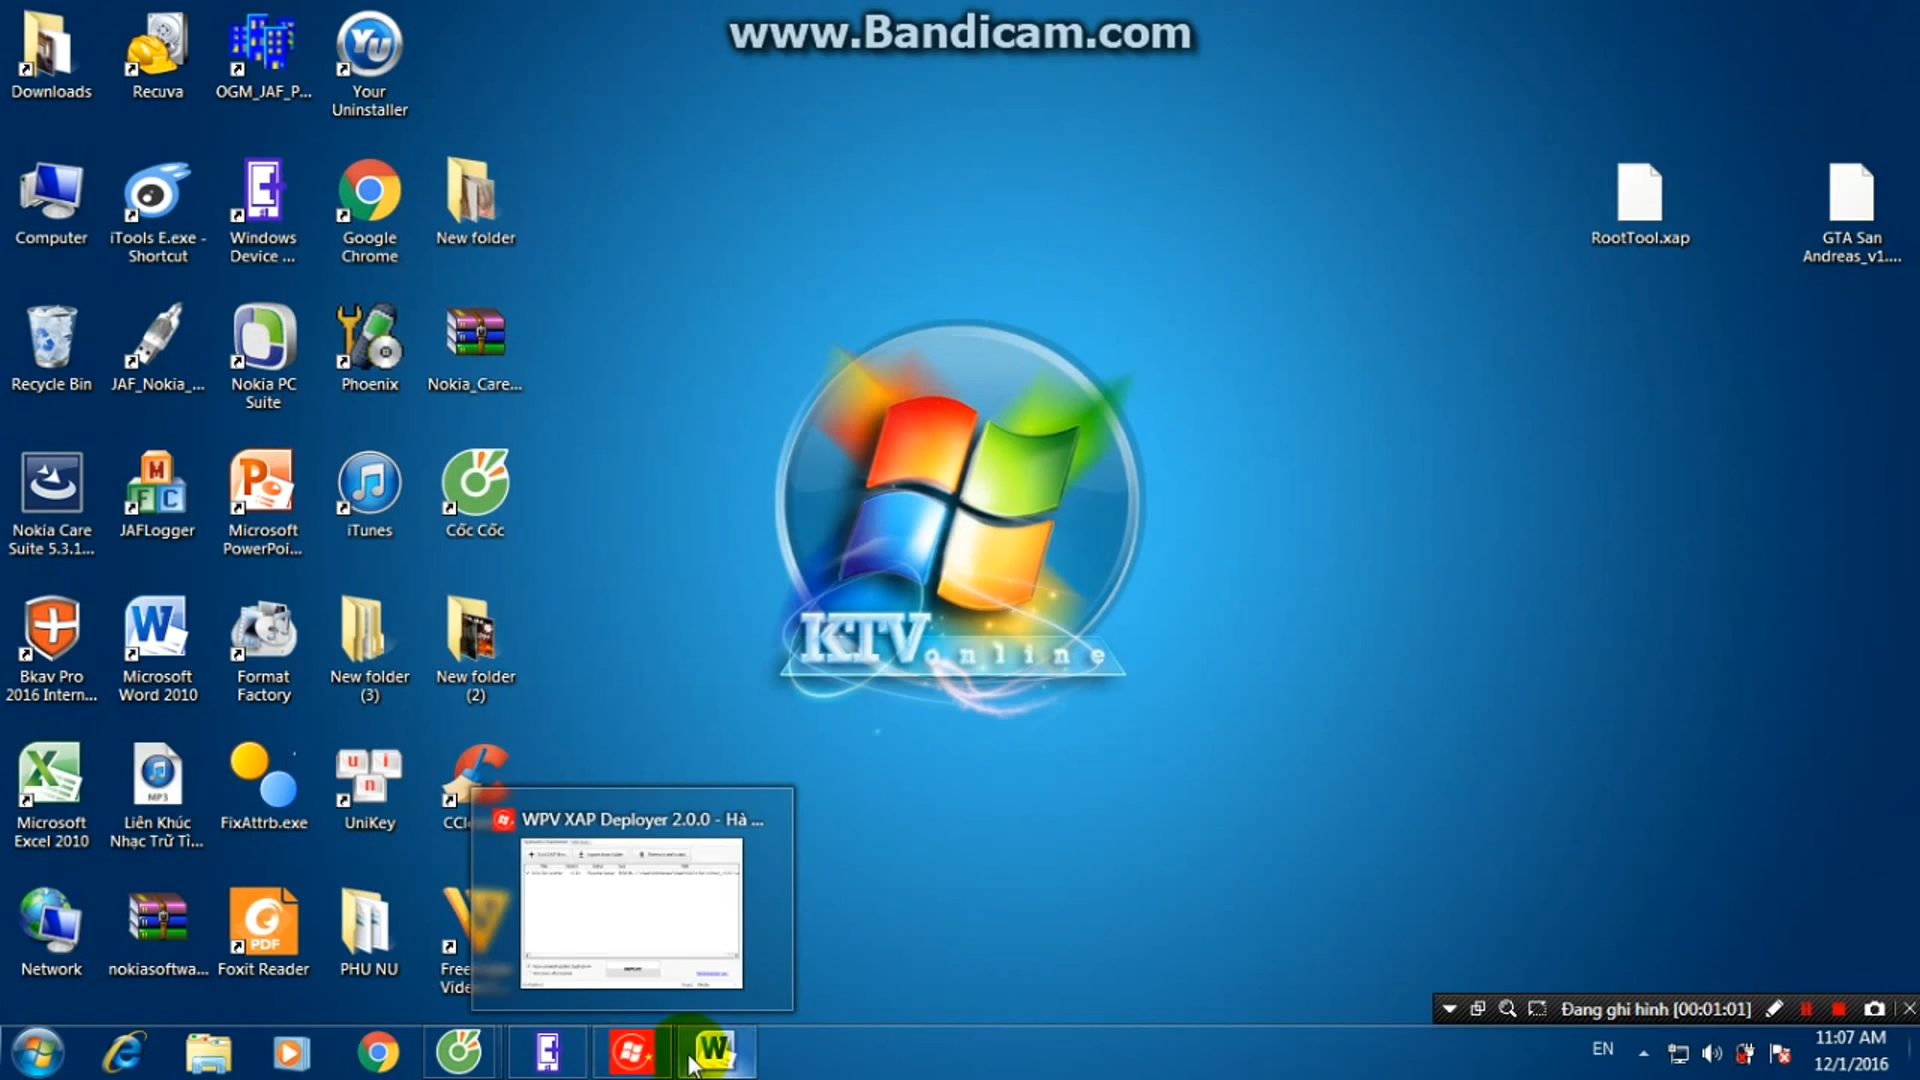 www.Bandicam.com
Downloads
Recuva
OGM_JAF_P...
Your
Uninstaller
Computer
iTools E.exe -
Shortcut
Windows
Device ...
Google
Chrome
New folder
RootTool.xap
GTA San
Andreas_v1....
Recycle Bin
JAF_Nokia_...
Nokia PC
Suite
Phoenix
Nokia_Care...
Nokia Care
Suite 5.3.1...
JAFLogger
Microsoft
PowerPoi...
iTunes
Cốc Cốc
KTV online
Bkav Pro
2016 Intern...
Microsoft
Word 2010
Format
Factory
New folder
(3)
New folder
(2)
Microsoft
Excel 2010
MP3
Liên Khúc
Nhạc Trữ Tì...
FixAttrb.exe
UniKey
CCl
WPV XAP Deployer 2.0.0 - Hà ...
Network
nokiasoftwa...
PDF
Foxit Reader
PHU NU
Free
Vide
Đang ghi hình [00:01:01]
EN
11:07 AM
12/1/2016